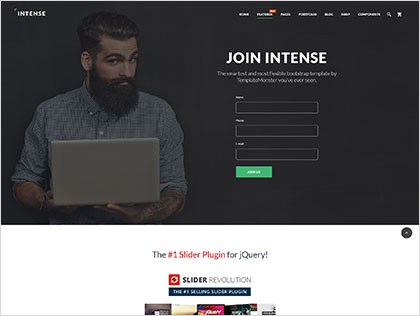 INTENSE
HOME FEATURES PAGES PORTFOLIO BLOG SHOP COMPONENTS
JOIN INTENSE
The smartest and most flexible bootstrap template by
TemplateMonster you've ever seen.
Name
Phone
E-mail
JOIN US
The #1 Slider Plugin for jQuery!
SLIDER REVOLUTION
THE #1 SELLING SLIDER PLUGIN
jQuery